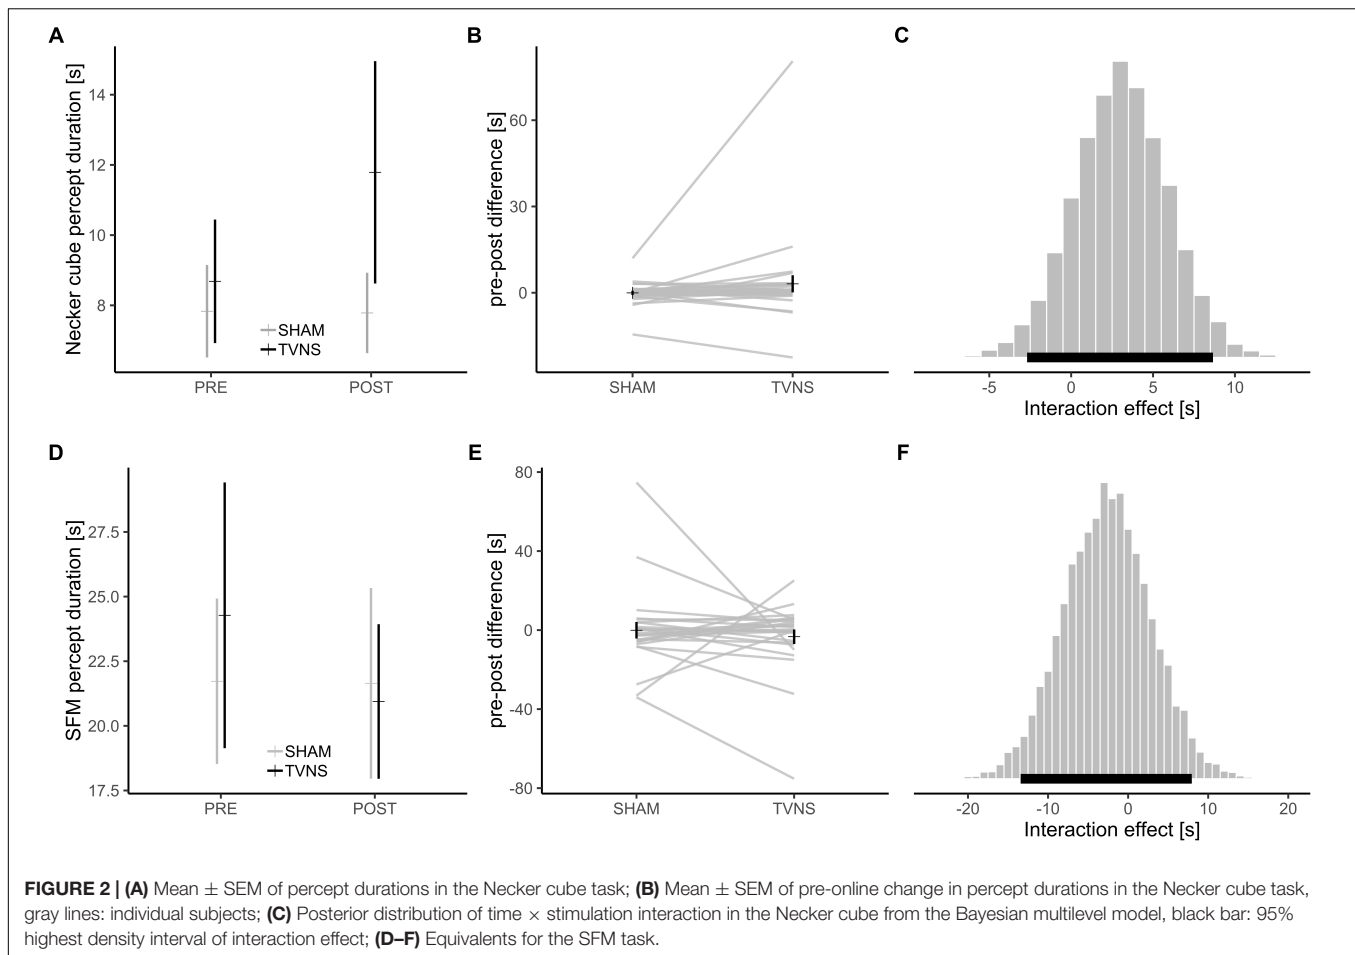 A
Necker cube percept duration [s]
14
12
10
8
SHAM
TVNS
PRE
POST
B
pre-post difference [s]
60
30
0
SHAM
TVNS
C
-5
0
5
10
Interaction effect [s]
D
SFM percept duration [s]
27.5
25.0
22.5
20.0
17.5
SHAM
TVNS
PRE
POST
E
pre-post difference [s]
80
40
0
-40
-80
SHAM
TVNS
F
-20
-10
0
10
20
Interaction effect [s]
FIGURE 2 | (A) Mean ± SEM of percept durations in the Necker cube task; (B) Mean ± SEM of pre-online change in percept durations in the Necker cube task,
gray lines: individual subjects; (C) Posterior distribution of time × stimulation interaction in the Necker cube from the Bayesian multilevel model, black bar: 95%
highest density interval of interaction effect; (D–F) Equivalents for the SFM task.